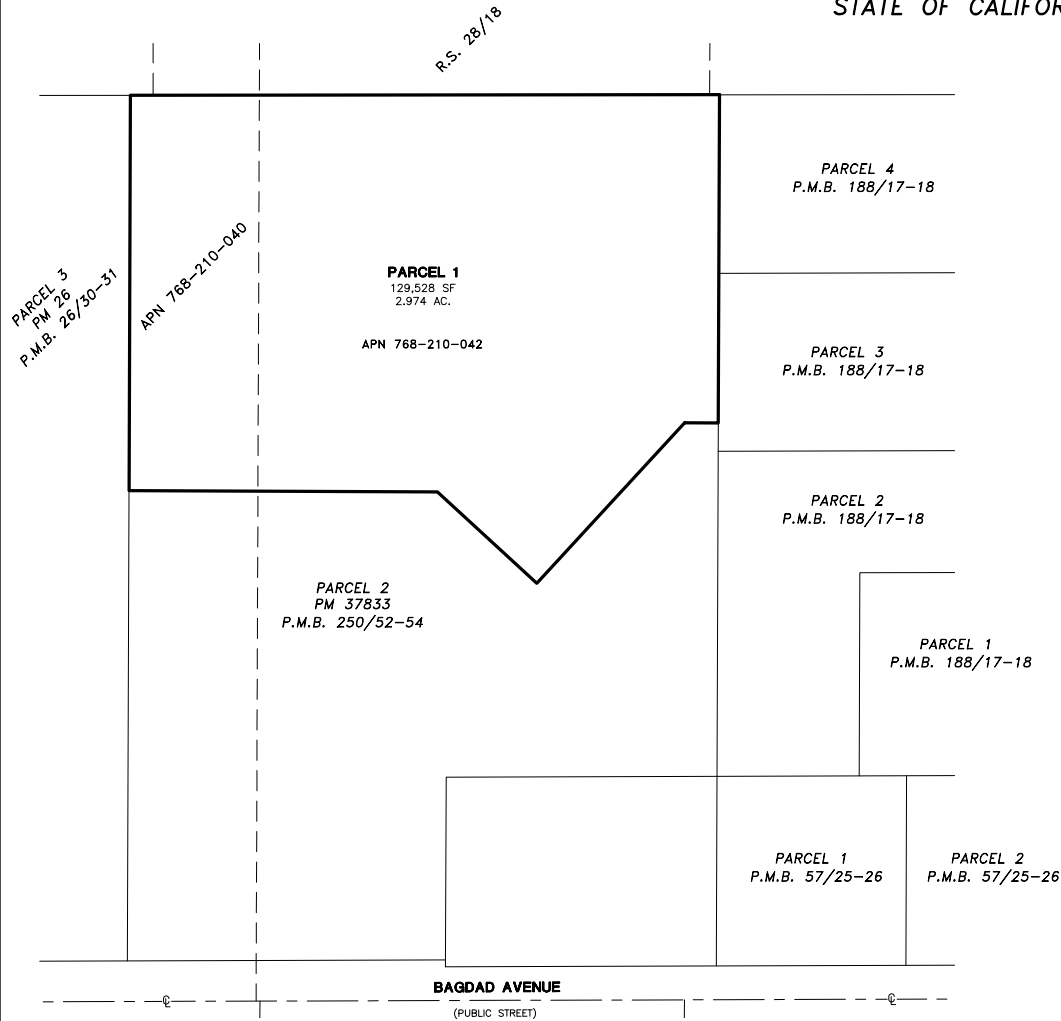 STATE OF CALIFOR
R.S. 28/18
PARCEL 4
P.M.B. 188/17-18
PARCEL 3
PM 26
P.M.B. 26/30-31
APN 768-210-040
PARCEL 1
129,528 SF
2.974 AC.
APN 768-210-042
PARCEL 3
P.M.B. 188/17-18
PARCEL 2
P.M.B. 188/17-18
PARCEL 2
PM 37833
P.M.B. 250/52-54
PARCEL 1
P.M.B. 188/17-18
PARCEL 1
P.M.B. 57/25-26
PARCEL 2
P.M.B. 57/25-26
BAGDAD AVENUE
℄
℄
(PUBLIC STREET)